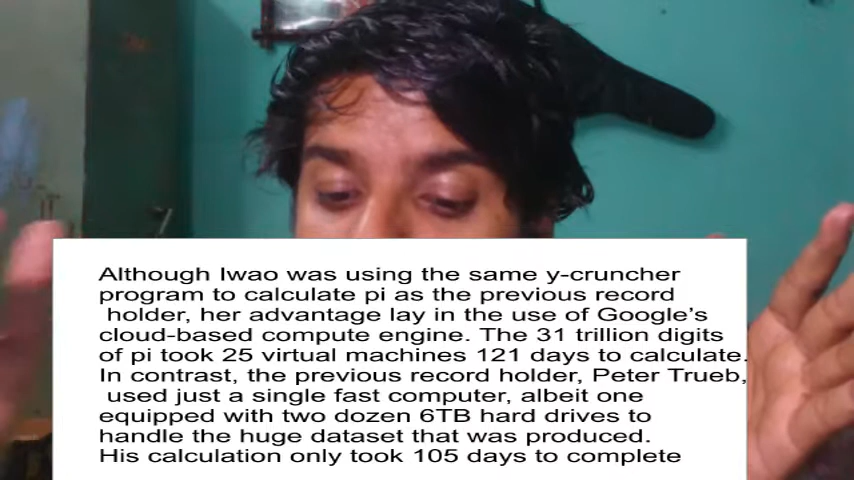 Although Iwao was using the same y-cruncher
program to calculate pi as the previous record
holder, her advantage lay in the use of Google’s
cloud-based compute engine. The 31 trillion digits
of pi took 25 virtual machines 121 days to calculate.
In contrast, the previous record holder, Peter Trueb,
used just a single fast computer, albeit one
equipped with two dozen 6TB hard drives to
handle the huge dataset that was produced.
His calculation only took 105 days to complete